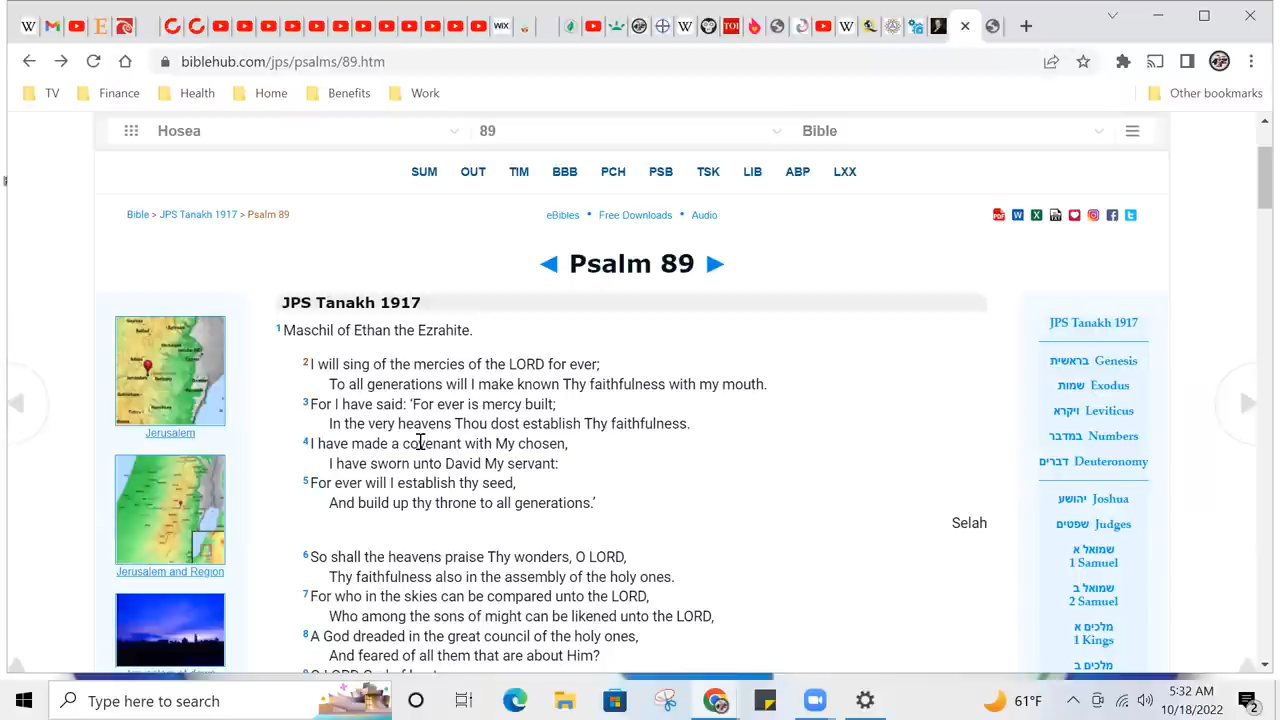 biblehub.com/jps/psalms/89.htm
TV Finance Health Home Benefits Work Other bookmarks
Hosea 89 Bible
SUM OUT TIM BBB PCH PSB TSK LIB ABP LXX
Bible > JPS Tanakh 1917 > Psalm 89
eBibles • Free Downloads • Audio
◄ Psalm 89 ►
JPS Tanakh 1917
1 Maschil of Ethan the Ezrahite.
2 I will sing of the mercies of the LORD for ever;
To all generations will I make known Thy faithfulness with my mouth.
3 For I have said: ‘For ever is mercy built;
In the very heavens Thou dost establish Thy faithfulness.
4 I have made a covenant with My chosen,
I have sworn unto David My servant:
5 For ever will I establish thy seed,
And build up thy throne to all generations.’
Selah
6 So shall the heavens praise Thy wonders, O LORD,
Thy faithfulness also in the assembly of the holy ones.
7 For who in the skies can be compared unto the LORD,
Who among the sons of might can be likened unto the LORD,
8 A God dreaded in the great council of the holy ones,
And feared of all them that are about Him?
Jerusalem
Jerusalem and Region
JPS Tanakh 1917
בראשית Genesis
שמות Exodus
ויקרא Leviticus
במדבר Numbers
דברים Deuteronomy
יהושע Joshua
שפטים Judges
שמואל א
1 Samuel
שמואל ב
2 Samuel
מלכים א
1 Kings
מלכים ב
Type here to search
61°F
5:32 AM
10/18/2022
2